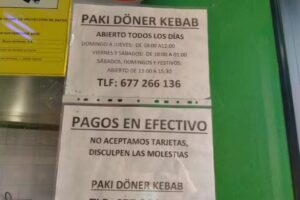 PAKI DÖNER KEBAB
ABIERTO TODOS LOS DÍAS
DOMINGO A JUEVES: DE 18:00 A 12:00
VIERNES Y SÁBADOS: DE 18:00 A 01:00
SÁBADOS, DOMINGOS Y FESTIVOS:
ABIERTO DE 13:00 A 15:30
TLF: 677 266 136
PAGOS EN EFECTIVO
NO ACEPTAMOS TARJETAS,
DISCULPEN LAS MOLESTIAS
PAKI DÖNER KEBAB